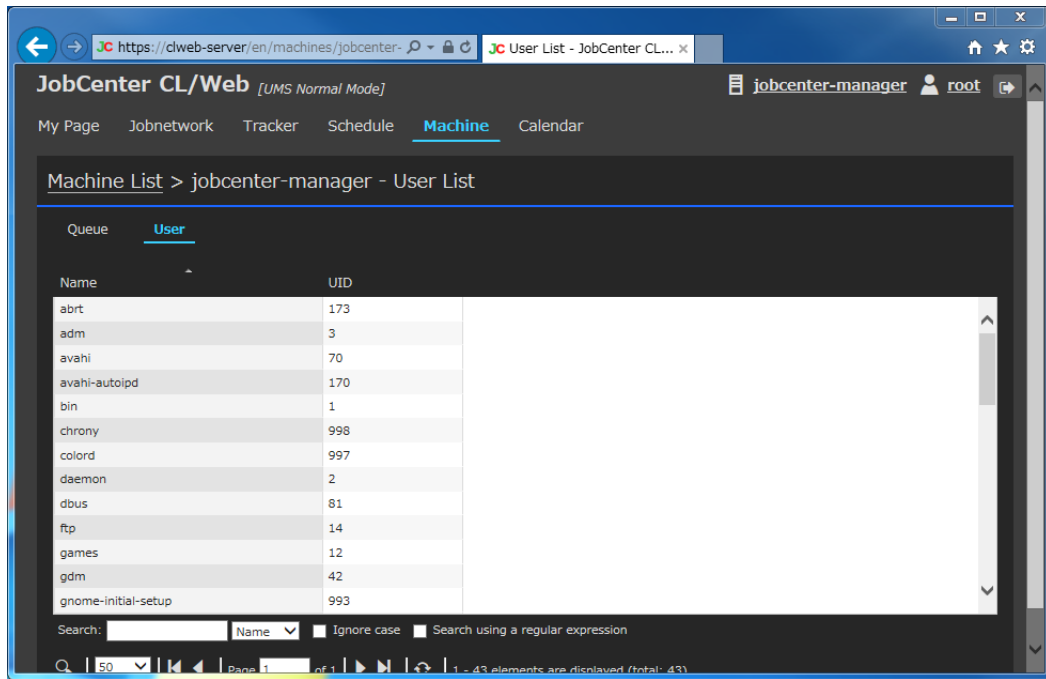 JC https://clweb-server/en/machines/jobcenter- JC User List - JobCenter CL... ×
JobCenter CL/Web [UMS Normal Mode] jobcenter-manager root
My Page Jobnetwork Tracker Schedule Machine Calendar
Machine List > jobcenter-manager - User List
Queue User
Name UID
abrt 173
adm 3
avahi 70
avahi-autoipd 170
bin 1
chrony 998
colord 997
daemon 2
dbus 81
ftp 14
games 12
gdm 42
gnome-initial-setup 993
Search: Name Ignore case Search using a regular expression
50 Page 1 of 1 1 - 43 elements are displayed (total: 43)